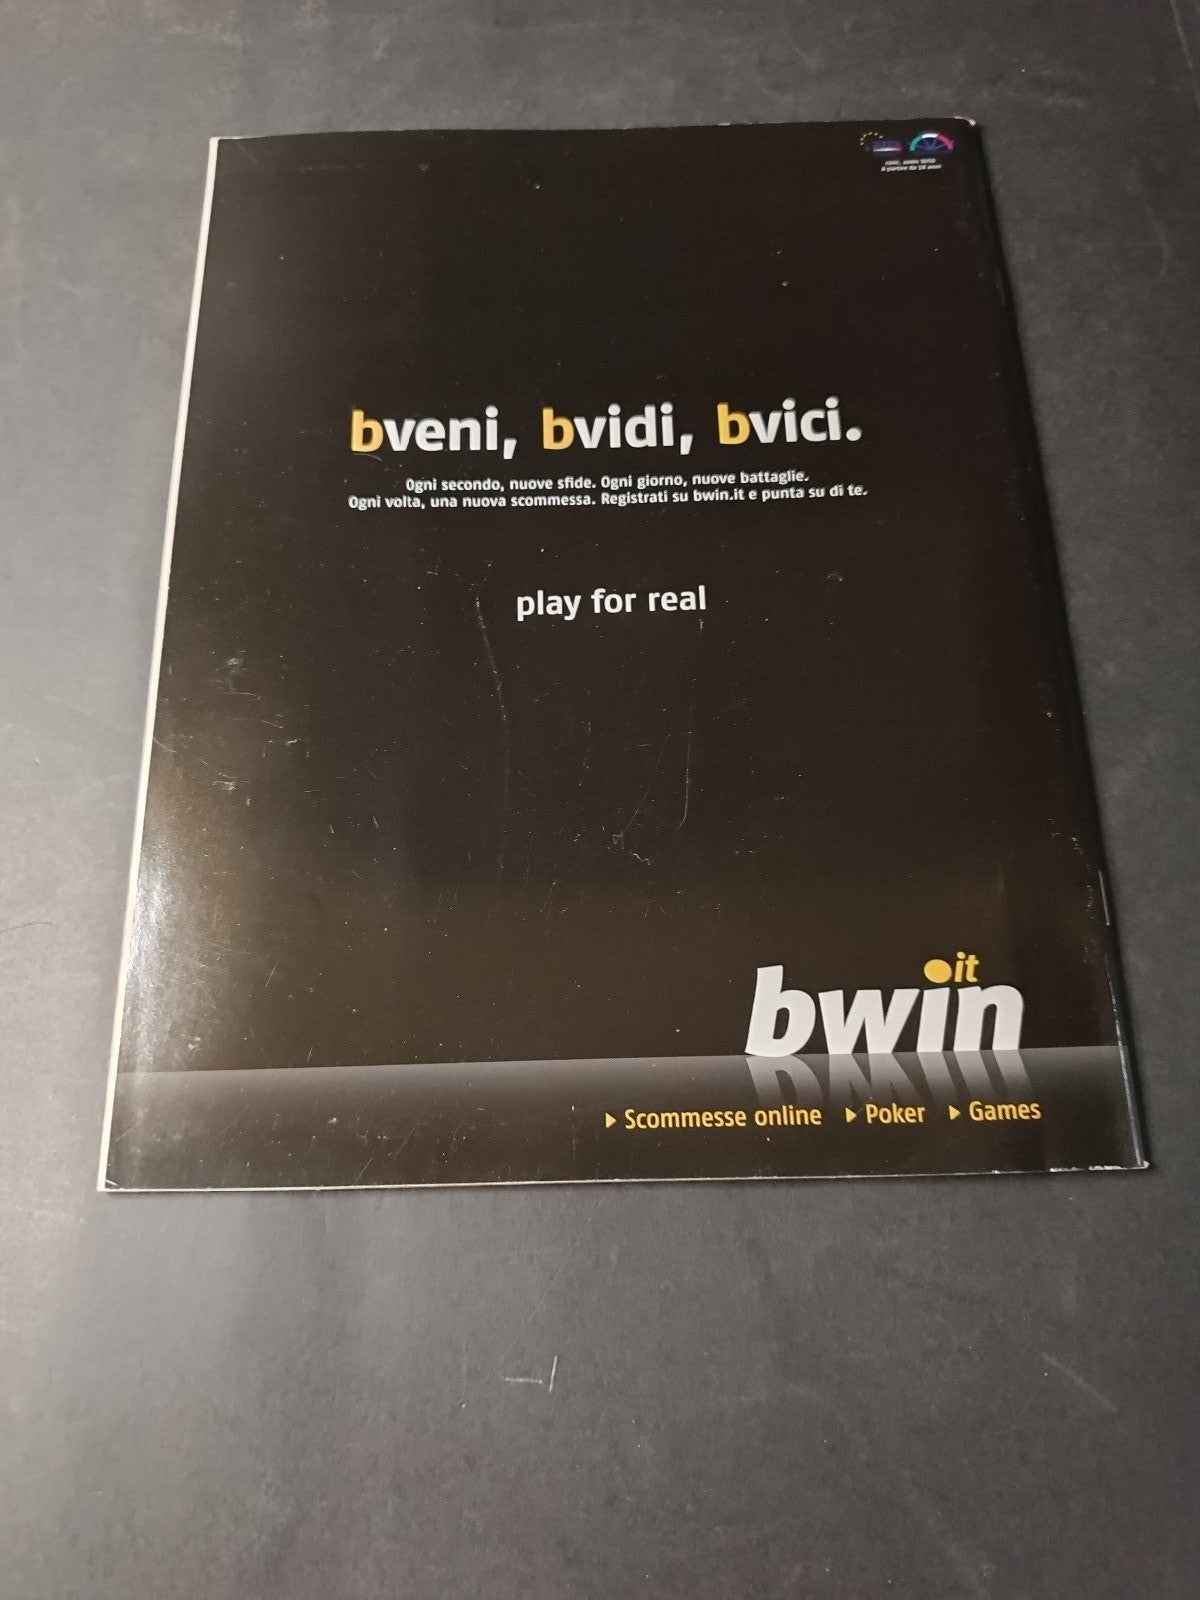 bveni, bvidi, bvici.
Ogni secondo, nuove sfide. Ogni giorno, nuove battaglie.
Ogni volta, una nuova scommessa. Registrati su bwin.it e punta su di te.
play for real
bwin.it
Scommesse online Poker Games